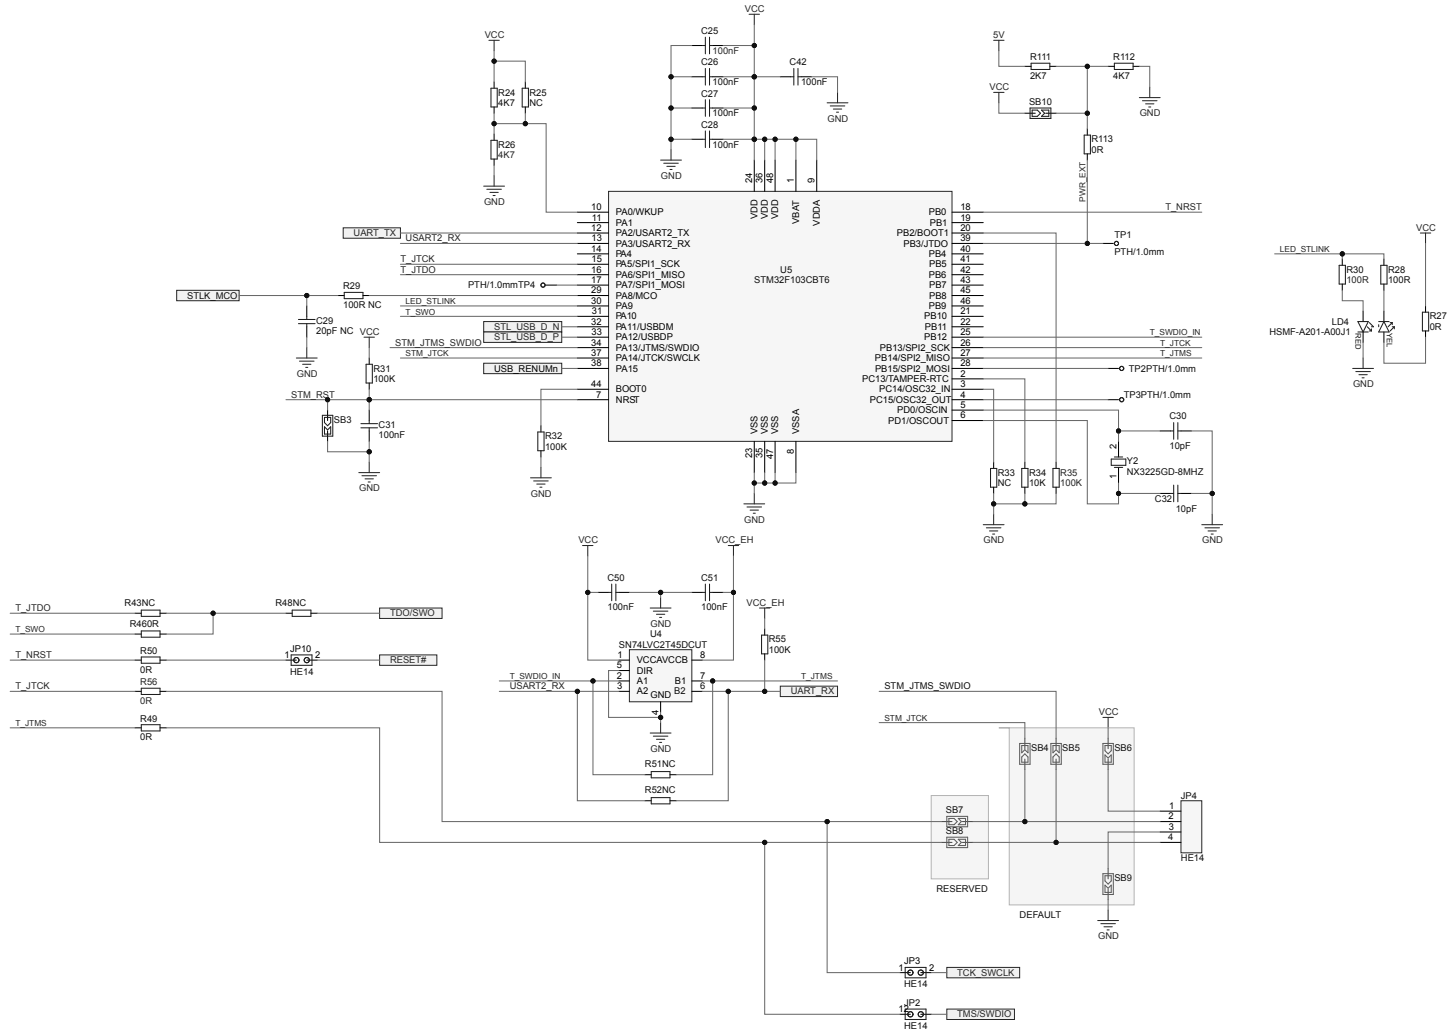 VCC
C25
100nF
C26
100nF
C42
100nF
C27
100nF
C28
100nF
GND
GND
VCC
R24
4K7
R25
NC
R26
4K7
GND
5V
R111
2K7
R112
4K7
VCC
SB10
GND
R113
0R
PWR_EXT
24
36
48
1
9
VDD
VDD
VDD
VBAT
VDDA
U5
STM32F103CBT6
10 PA0/WKUP
11 PA1
UART_TX 12 PA2/USART2_TX
USART2_RX 13 PA3/USART2_RX
14 PA4
T_JTCK 15 PA5/SPI1_SCK
T_JTDO 16 PA6/SPI1_MISO
PTH/1.0mmTP4 17 PA7/SPI1_MOSI
STLK_MCO R29 29 PA8/MCO
100R NC
LED_STLINK 30 PA9
T_SWO 31 PA10
STL_USB_D_N 32 PA11/USBDM
STL_USB_D_P 33 PA12/USBDP
STM_JTMS_SWDIO 34 PA13/JTMS/SWDIO
STM_JTCK 37 PA14/JTCK/SWCLK
USB_RENUMn 38 PA15
44 BOOT0
STM_RST 7 NRST
C29
20pF NC
GND
VCC
R31
100K
SB3
C31
100nF
GND
R32
100K
GND
PB0 18 T_NRST
PB1 19
PB2/BOOT1 20
PB3/JTDO 39
TP1
PTH/1.0mm
PB4 40
PB5 41
PB6 42
PB7 43
PB8 45
PB9 46
PB10 21
PB11 22
PB12 25 T_SWDIO_IN
PB13/SPI2_SCK 26 T_JTCK
PB14/SPI2_MISO 27 T_JTMS
PB15/SPI2_MOSI 28 TP2PTH/1.0mm
PC13/TAMPER-RTC 2
PC14/OSC32_IN 3
PC15/OSC32_OUT 4 TP3PTH/1.0mm
PD0/OSCIN 5
PD1/OSCOUT 6
VSS
VSS
VSS
VSSA
23
35
47
8
GND
R33
NC
R34
10K
R35
100K
GND
2
1
Y2
NX3225GD-8MHZ
C30
10pF
C32
10pF
GND
VCC
LED_STLINK
R30
100R
R28
100R
R27
0R
LD4
HSMF-A201-A00J1
RED
YEL
GND
VCC
VCC_EH
C50
100nF
C51
100nF
GND
VCC_EH
R55
100K
U4
SN74LVC2T45DCUT
1 VCCAVCCB 8
5 DIR
T_SWDIO_IN 2 A1 B1 7 T_JTMS
USART2_RX 3 A2 B2 6 UART_RX
GND
4
GND
R51NC
R52NC
T_JTDO R43NC R48NC TDO/SWO
T_SWO R460R
T_NRST R50 JP10 RESET#
1 2
0R HE14
T_JTCK R56
0R
T_JTMS R49
0R
STM_JTMS_SWDIO
STM_JTCK
VCC
SB4
SB5
SB6
SB7
SB8
RESERVED
SB9
DEFAULT
GND
JP4
1
2
3
4
HE14
JP3
1 2 TCK_SWCLK
HE14
JP2
12 TMS/SWDIO
HE14